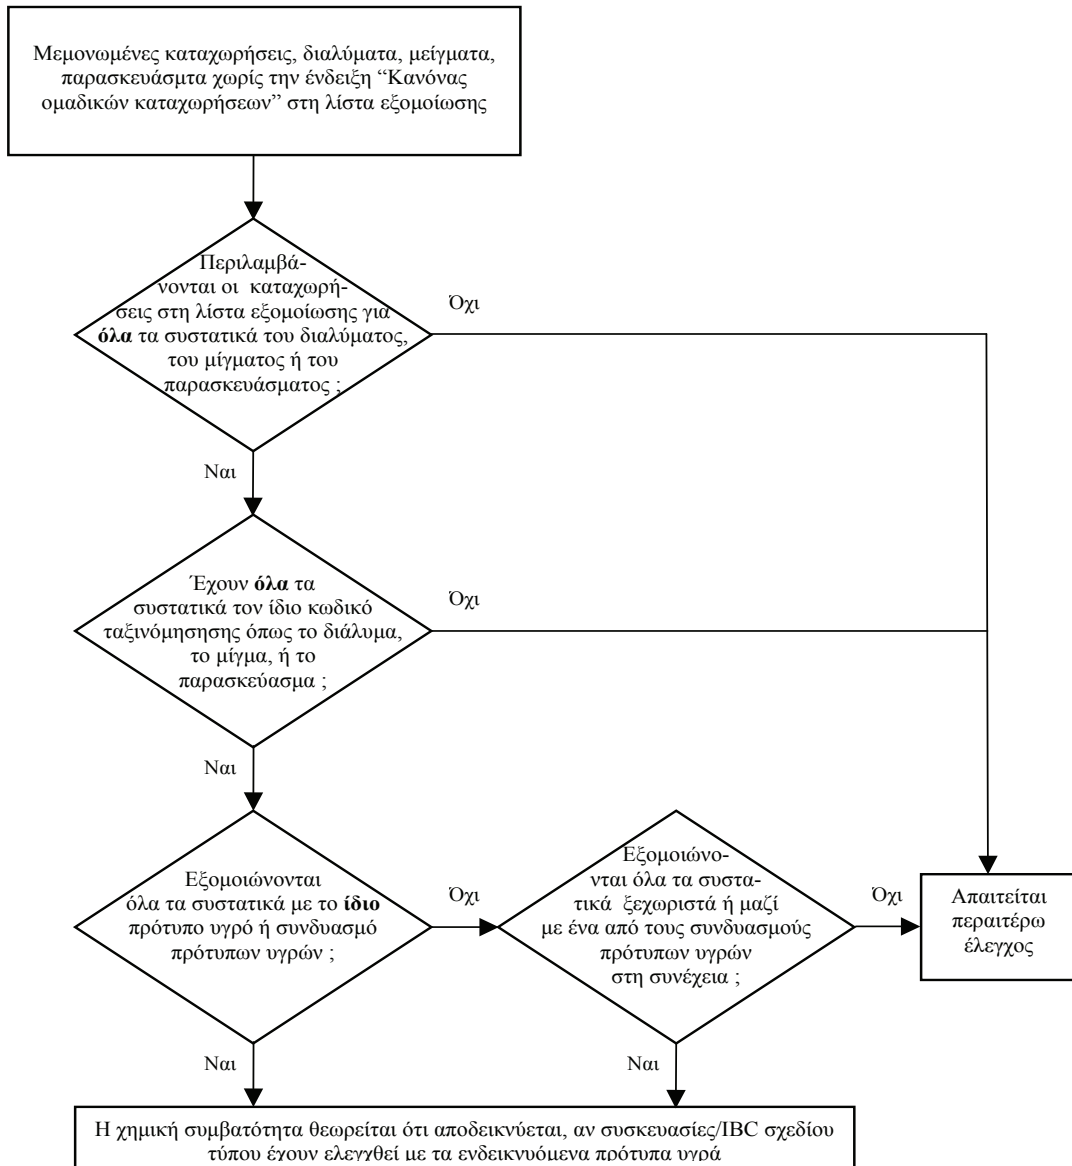 Μεμονωμένες καταχωρήσεις, διαλύματα, μείγματα,
παρασκευάσμτα χωρίς την ένδειξη “Κανόνας
ομαδικών καταχωρήσεων” στη λίστα εξομοίωσης
Περιλαμβά-
νονται οι καταχωρή-
σεις στη λίστα εξομοίωσης για
όλα τα συστατικά του διαλύματος,
του μίγματος ή του
παρασκευάσματος ;
Όχι
Ναι
Έχουν όλα τα
συστατικά τον ίδιο κωδικό
ταξινόμησησης όπως το διάλυμα,
το μίγμα, ή το
παρασκεύασμα ;
Όχι
Ναι
Εξομοιώνονται
όλα τα συστατικά με το ίδιο
πρότυπο υγρό ή συνδυασμό
πρότυπων υγρών ;
Όχι
Εξομοιώνο-
νται όλα τα συστα-
τικά ξεχωριστά ή μαζί
με ένα από τους συνδυασμούς
πρότυπων υγρών
στη συνέχεια ;
Όχι
Απαιτείται
περαιτέρω
έλεγχος
Ναι
Ναι
Η χημική συμβατότητα θεωρείται ότι αποδεικνύεται, αν συσκευασίες/IBC σχεδίου
τύπου έχουν ελεγχθεί με τα ενδεικνυόμενα πρότυπα υγρά